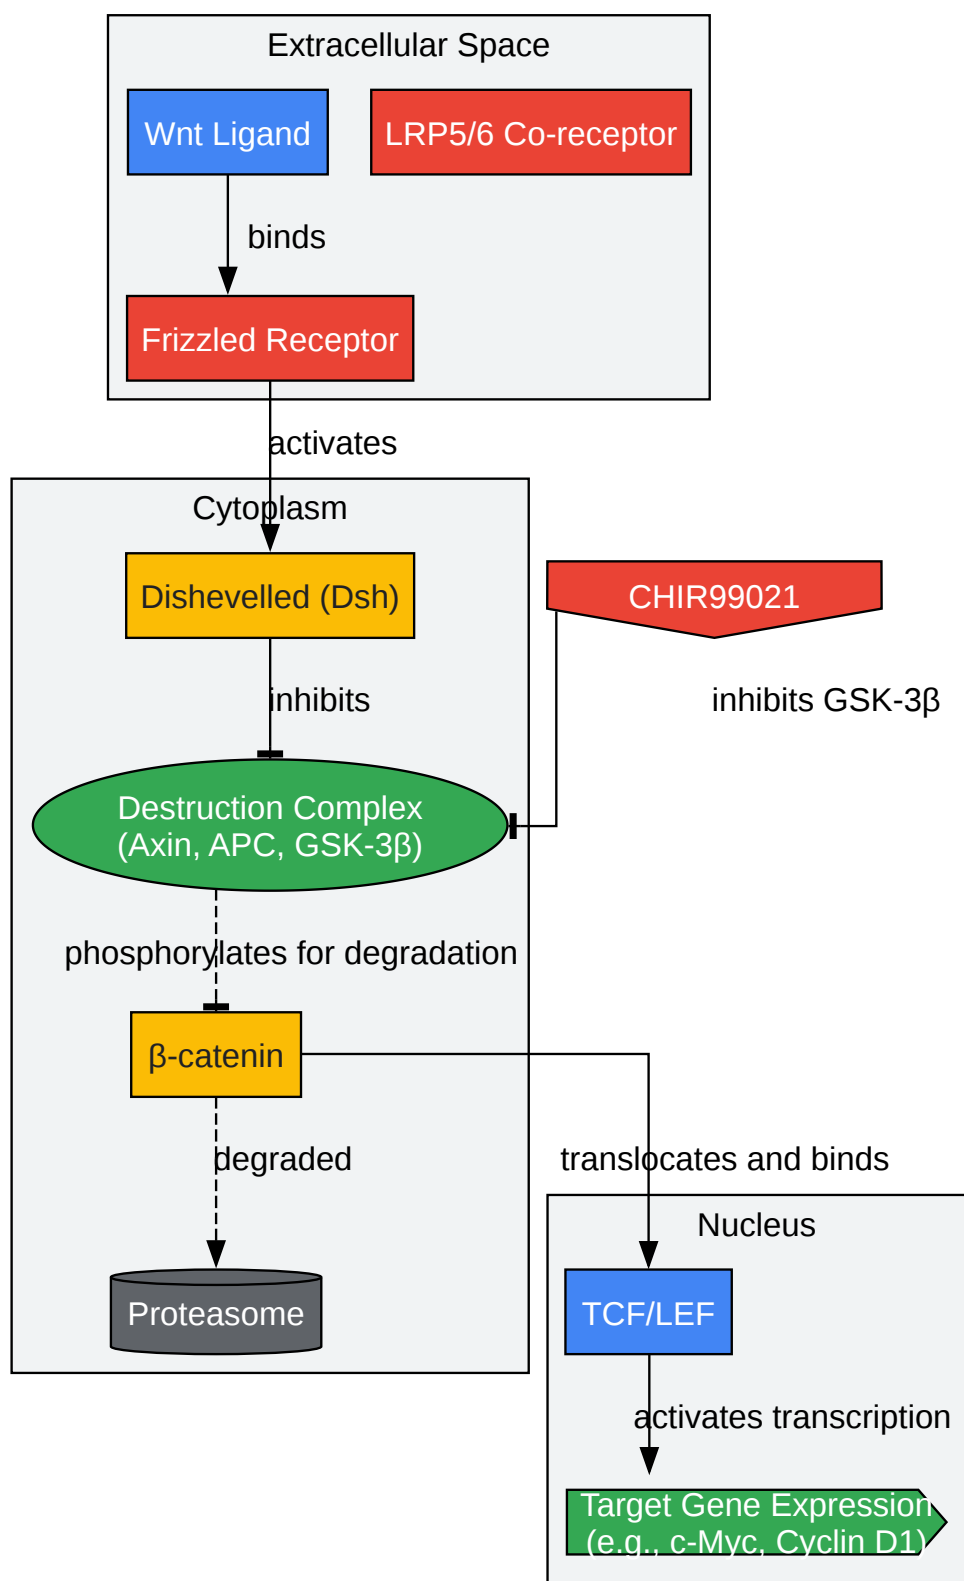 Extracellular Space
Wnt Ligand
LRP5/6 Co-receptor
binds
Frizzled Receptor
activates
Cytoplasm
Dishevelled (Dsh)
CHIR99021
inhibits
inhibits GSK-3β
Destruction Complex
(Axin, APC, GSK-3β)
phosphorylates for degradation
β-catenin
degraded
translocates and binds
Nucleus
Proteasome
TCF/LEF
activates transcription
Target Gene Expression
(e.g., c-Myc, Cyclin D1)